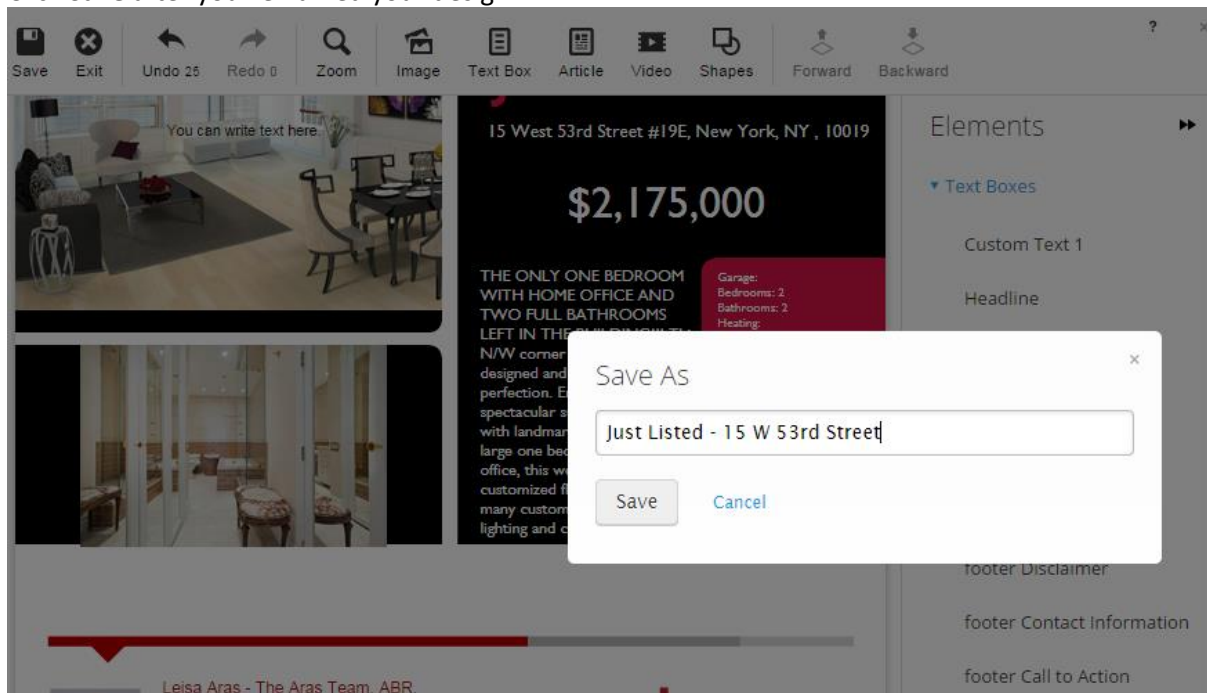 Save Exit Undo 25 Redo 0 Zoom Image Text Box Article Video Shapes Forward Backward ?
You can write text here.
15 West 53rd Street #19E, New York, NY , 10019
$2,175,000
THE ONLY ONE BEDROOM
WITH HOME OFFICE AND
TWO FULL BATHROOMS
LEFT IN THE
N/W corner
designed and
perfection.
spectacular
with
large one
office, this
customized
many
lighting and
Garage:
Bedrooms: 2
Bathrooms: 2
Heating:
Elements
Text Boxes
Custom Text 1
Headline
Save As
Just Listed - 15 W 53rd Street
Save Cancel
footer Disclaimer
footer Contact Information
footer Call to Action
Leisa Aras - The Aras Team, ABR,